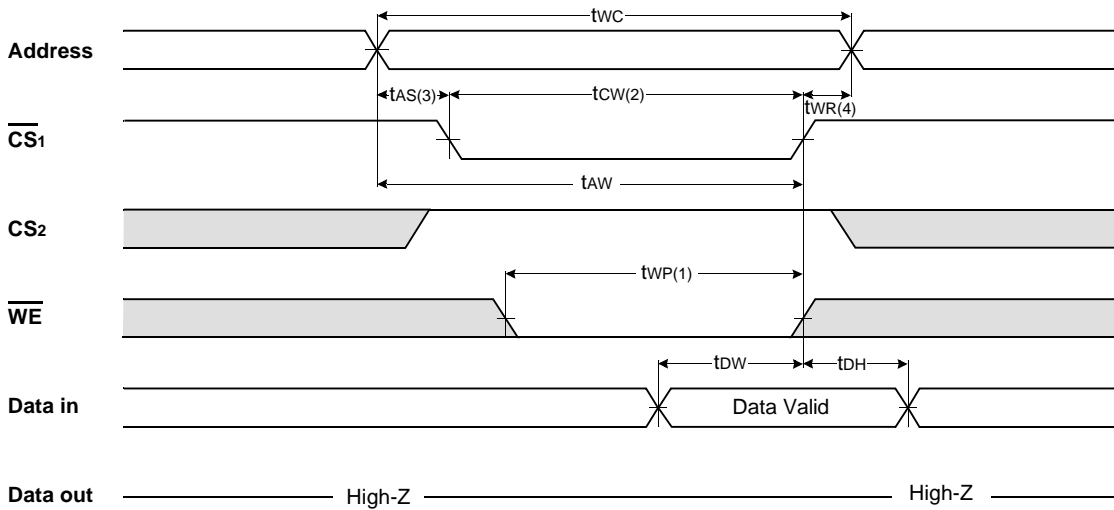 tWC
Address
tAS(3)
tCW(2)
tWR(4)
CS1
tAW
CS2
tWP(1)
WE
tDW
tDH
Data in
Data Valid
Data out
High-Z
High-Z